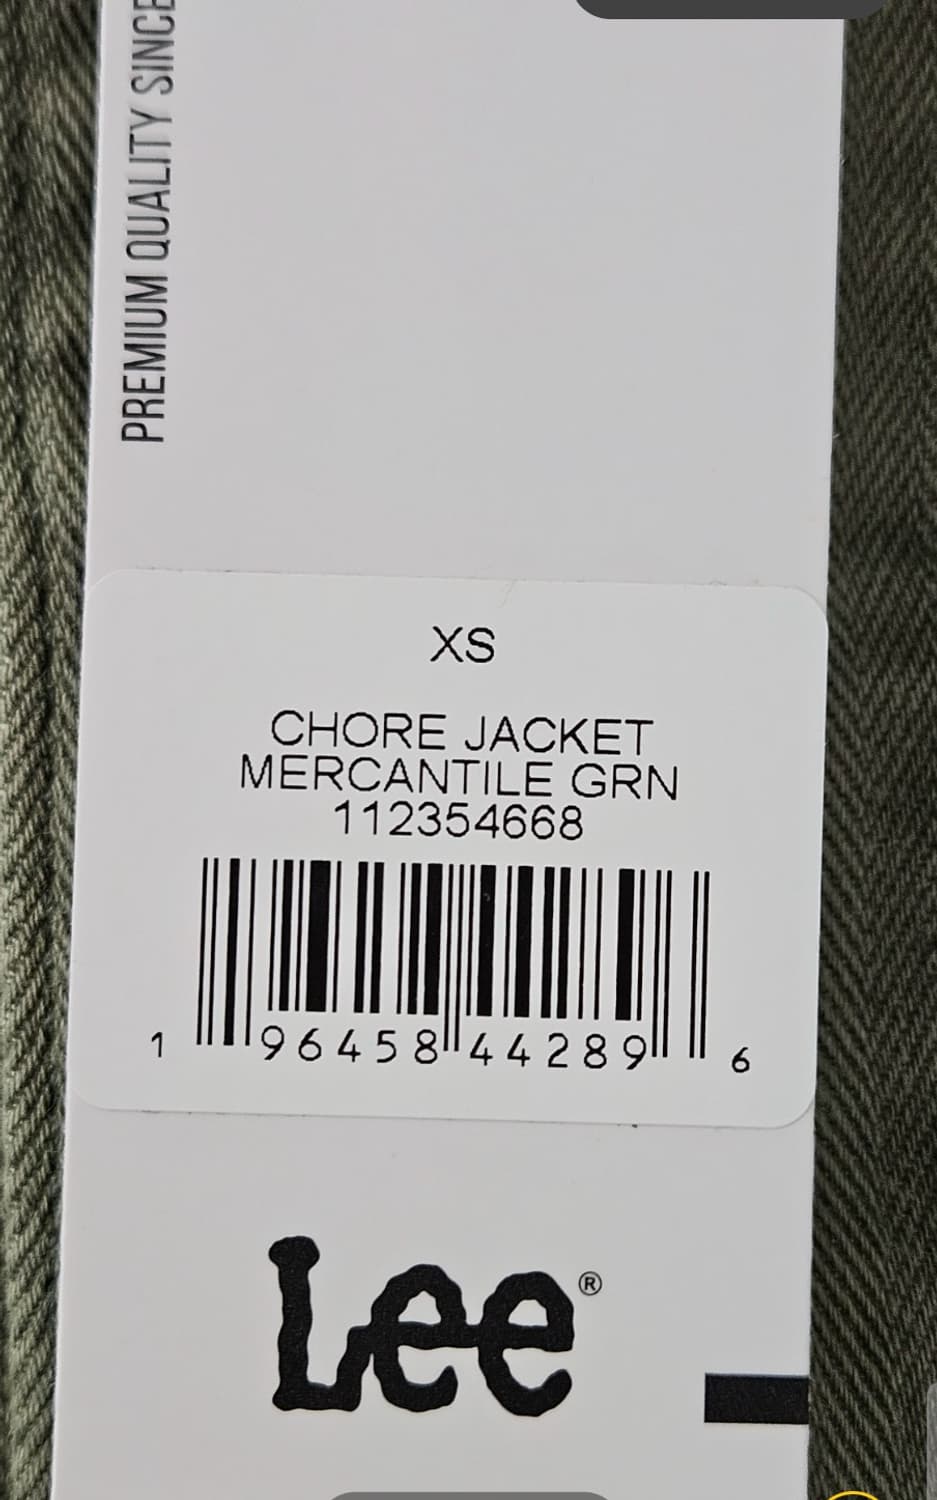 PREMIUM QUALITY SINCE
XS
CHORE JACKET
MERCANTILE GRN
112354668
1 96458 44289 6
Lee®